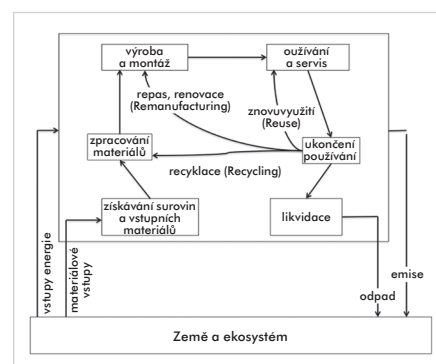 výroba
a montáž
oužívání
a servis
repas, renovace
(Remanufacturing)
znovuvyužití
(Reuse)
zpracování
materiálů
ukončení
používání
recyklace (Recycling)
získávání surovin
a vstupních
materiálů
likvidace
vstupy energie
materiálové
vstupy
emise
odpad
Země a ekosystém